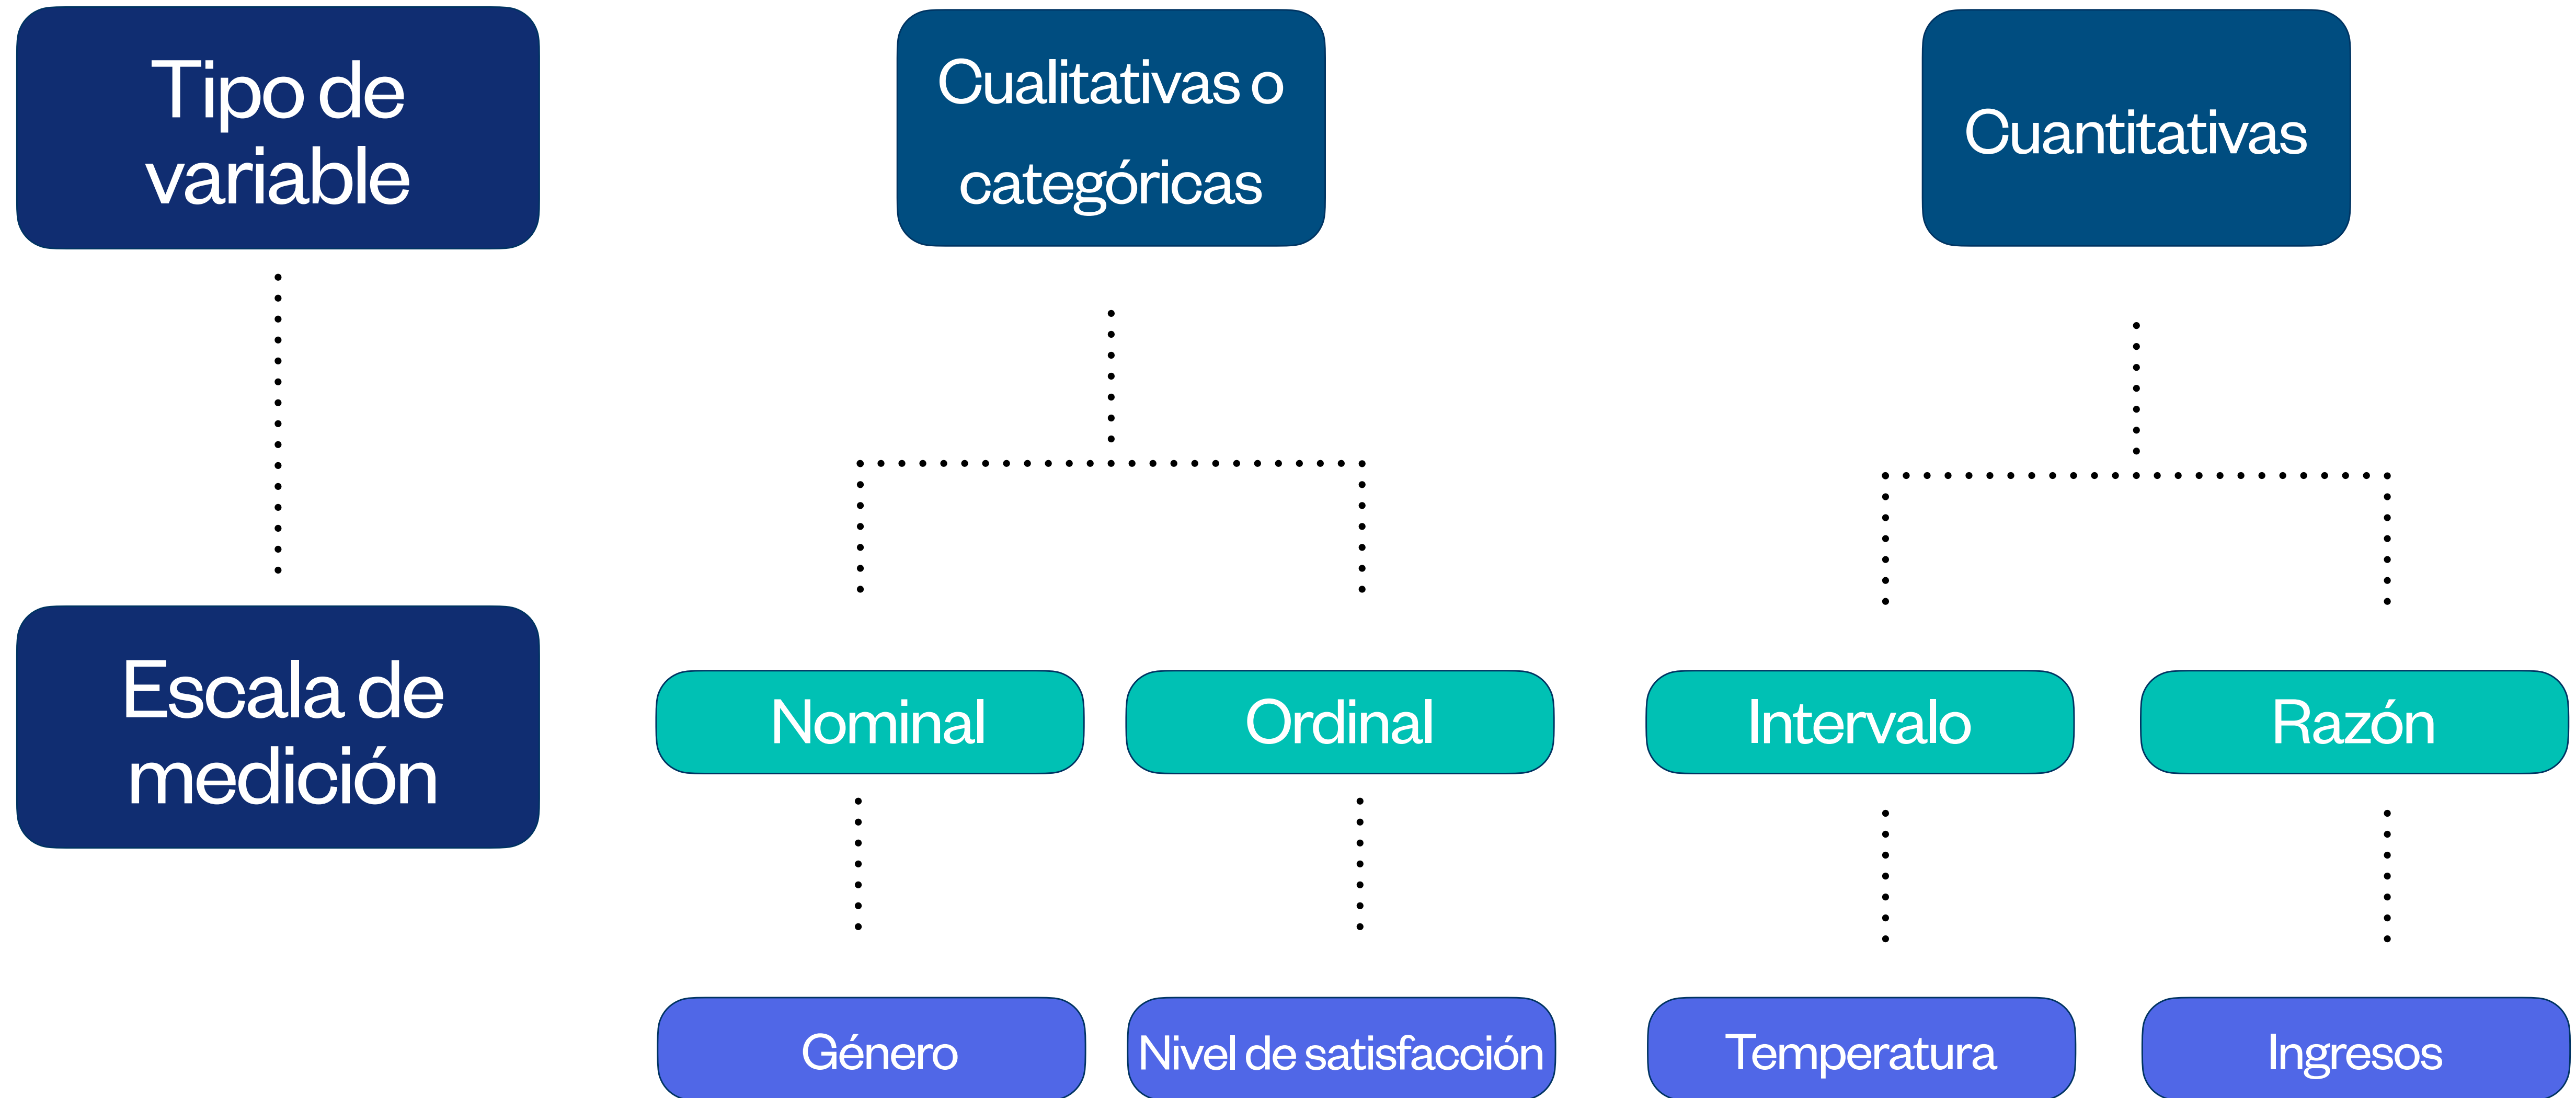 Tipo de
variable
Cualitativas o
categóricas
Cuantitativas
Escala de
medición
Nominal
Ordinal
Intervalo
Razón
Género
Nivel de satisfacción
Temperatura
Ingresos